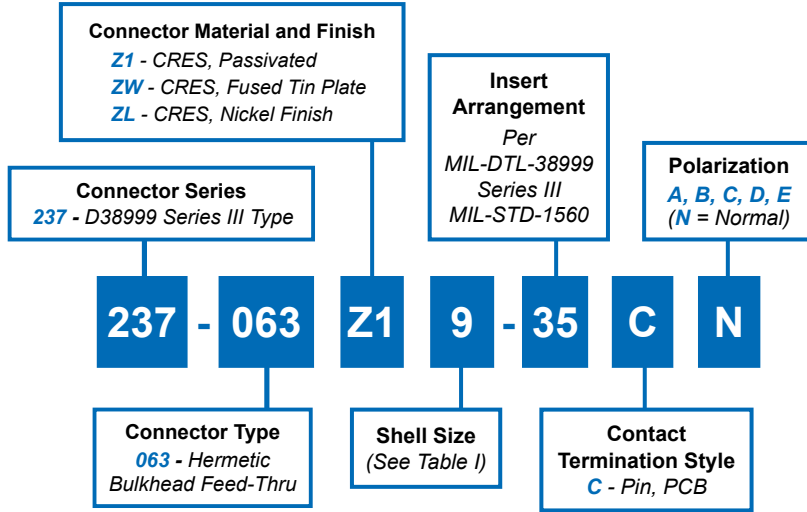 Connector Material and Finish
Z1 - CRES, Passivated
ZW - CRES, Fused Tin Plate
ZL - CRES, Nickel Finish
Insert
Arrangement
Per
MIL-DTL-38999
Series III
MIL-STD-1560
Polarization
A, B, C, D, E
(N = Normal)
Connector Series
237 - D38999 Series III Type
237 - 063 Z1 9 - 35 C N
Connector Type
063 - Hermetic
Bulkhead Feed-Thru
Shell Size
(See Table I)
Contact
Termination Style
C - Pin, PCB